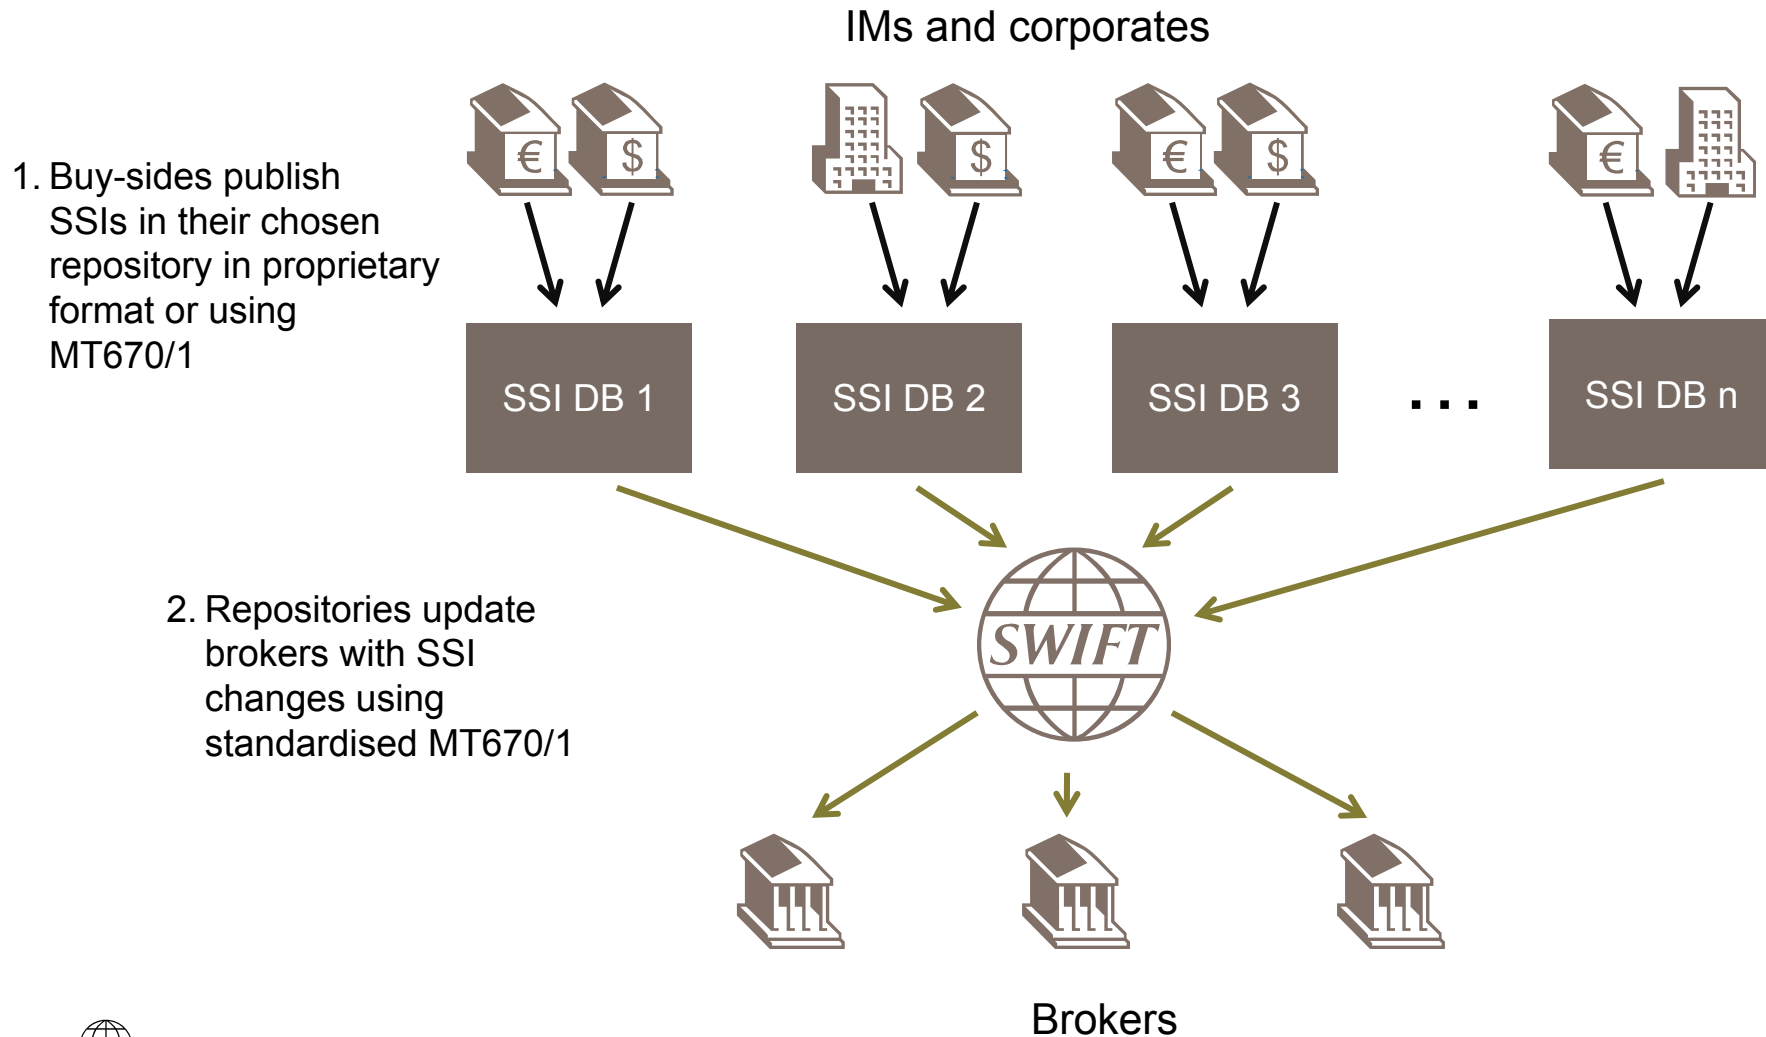 IMs and corporates
€ $ $ € $ €
1. Buy-sides publish
SSIs in their chosen
repository in proprietary
format or using
MT670/1
SSI DB 1
SSI DB 2
SSI DB 3
. . .
SSI DB n
SWIFT
2. Repositories update
brokers with SSI
changes using
standardised MT670/1
Brokers